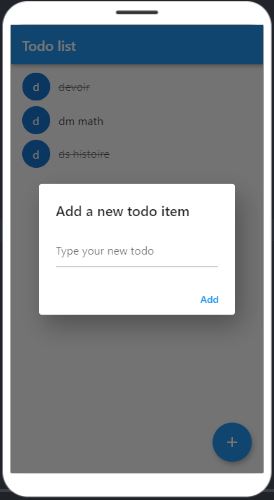 Todo list
d devoir
d dm math
d ds histoire
Add a new todo item
Type your new todo
Add
+